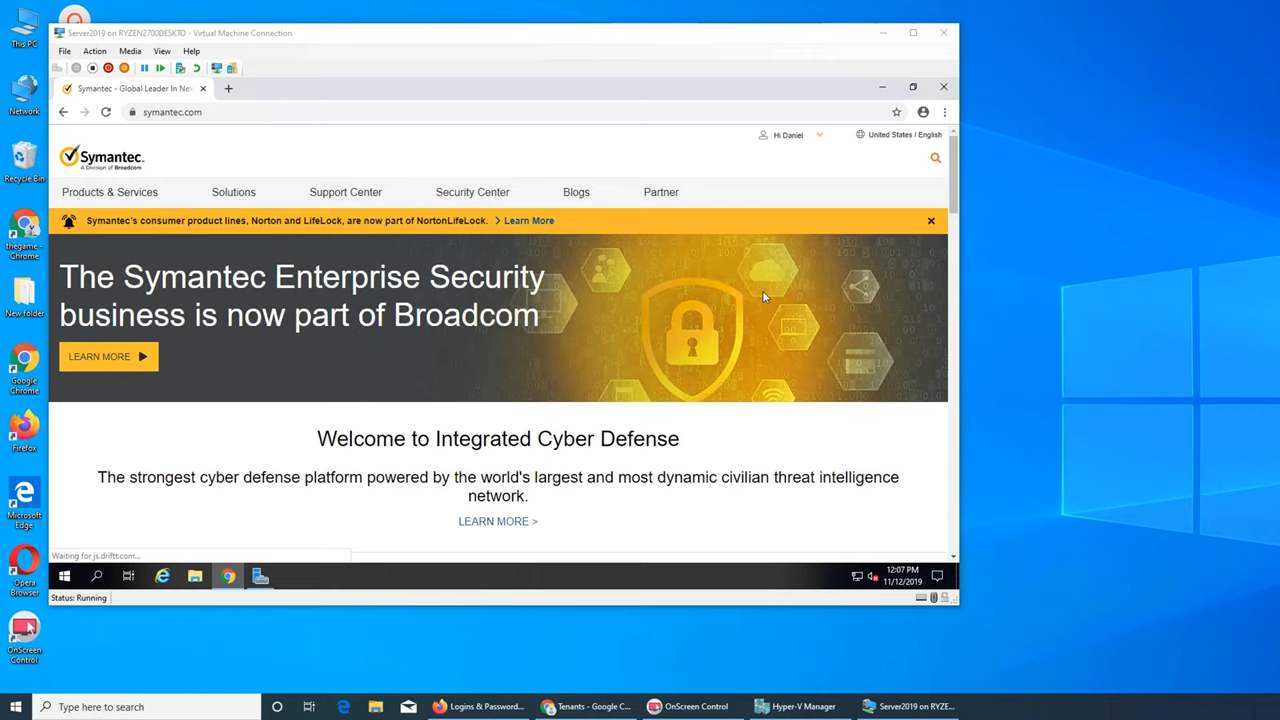 This PC
Network
Recycle Bin
thegame -
Chrome
New folder
Google
Chrome
Firefox
Microsoft
Edge
Opera
Browser
OnScreen
Control
Server2019 on RYZEN2700DESKTO - Virtual Machine Connection
File Action Media View Help
Symantec - Global Leader In Nex
symantec.com
Hi Daniel
United States / English
Symantec.
A Division of Broadcom
Products & Services Solutions Support Center Security Center Blogs Partner
Symantec's consumer product lines, Norton and LifeLock, are now part of NortonLifeLock. > Learn More
The Symantec Enterprise Security
business is now part of Broadcom
LEARN MORE
Welcome to Integrated Cyber Defense
The strongest cyber defense platform powered by the world's largest and most dynamic civilian threat intelligence
network.
LEARN MORE >
Waiting for js.driftt.com...
12:07 PM
11/12/2019
Status: Running
Type here to search
Logins & Password...
Tenants - Google C...
OnScreen Control
Hyper-V Manager
Server2019 on RYZE...